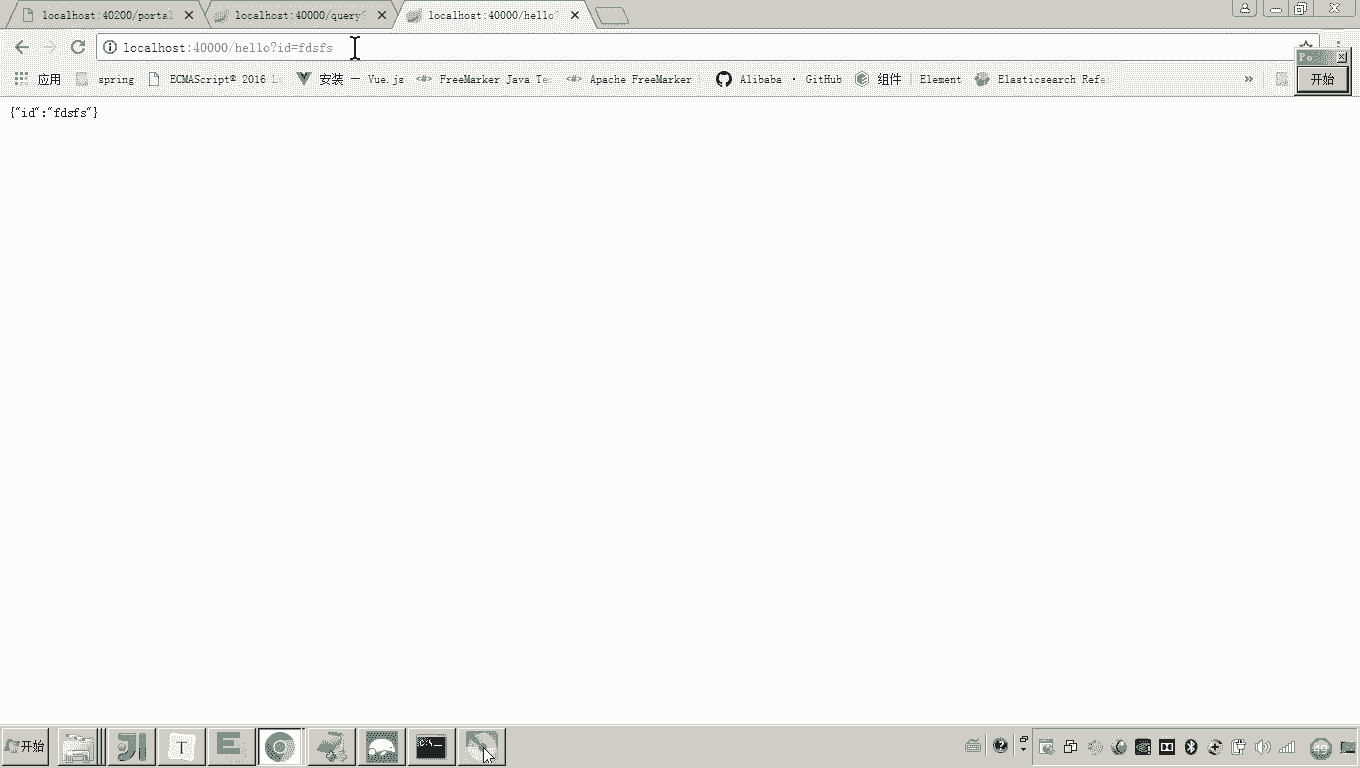 localhost:40200/portal localhost:40000/query? localhost:40000/hello?
localhost:40000/hello?id=fdsfs
应用 spring ECMAScript® 2016 L FreeMarker Java Te Apache FreeMarker Alibaba · GitHub 组件 | Element Elasticsearch Refe »
安装 — Vue.js
开始
{"id":"fdsfs"}
开始
49